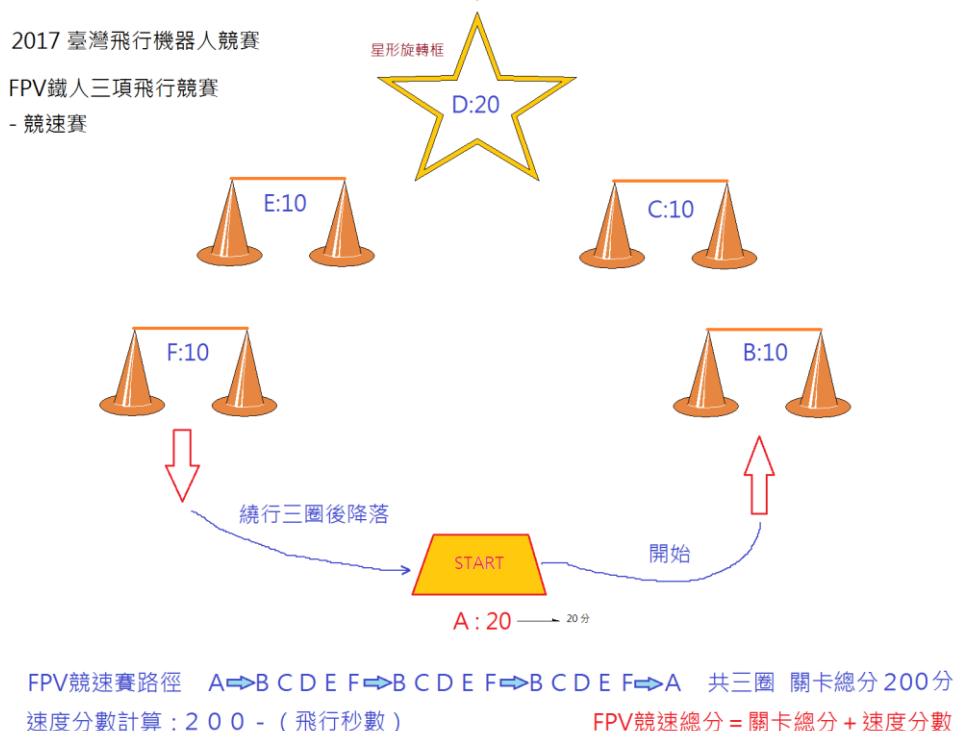 2017 臺灣飛行機器人競賽
FPV鐵人三項飛行競賽
- 競速賽
星形旋轉框
D:20
E:10
C:10
F:10
B:10
繞行三圈後降落
開始
START
A : 20
20 分
FPV競速賽路徑 A⇨B C D E F⇨B C D E F⇨B C D E F⇨A 共三圈 關卡總分200分
速度分數計算 : 2 0 0 - ( 飛行秒數 )
FPV競速總分 = 關卡總分 + 速度分數